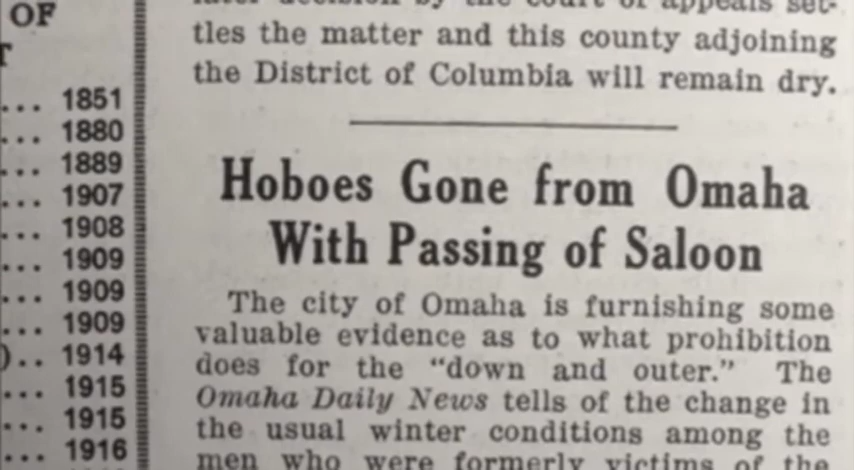 OF
T
... 1851
... 1880
... 1889
... 1907
... 1908
... 1909
... 1909
... 1909
).. 1914
... 1915
... 1915
... 1916
later decision by the court of appeals set-
tles the matter and this county adjoining
the District of Columbia will remain dry.
Hoboes Gone from Omaha
With Passing of Saloon
The city of Omaha is furnishing some
valuable evidence as to what prohibition
does for the "down and outer." The
Omaha Daily News tells of the change in
the usual winter conditions among the
men who were formerly victims of the